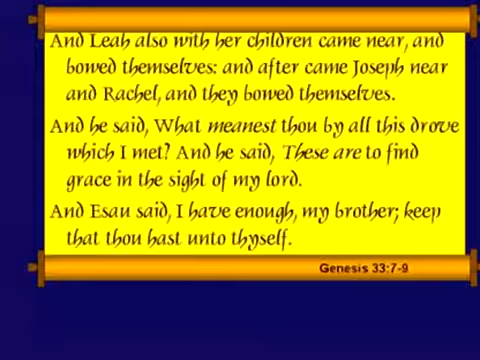 And Leah also with her children came near, and
bowed themselves: and after came Joseph near
and Rachel, and they bowed themselves.
And he said, What meanest thou by all this drove
which I met? And he said, These are to find
grace in the sight of my lord.
And Esau said, I have enough, my brother; keep
that thou hast unto thyself.
Genesis 33:7-9